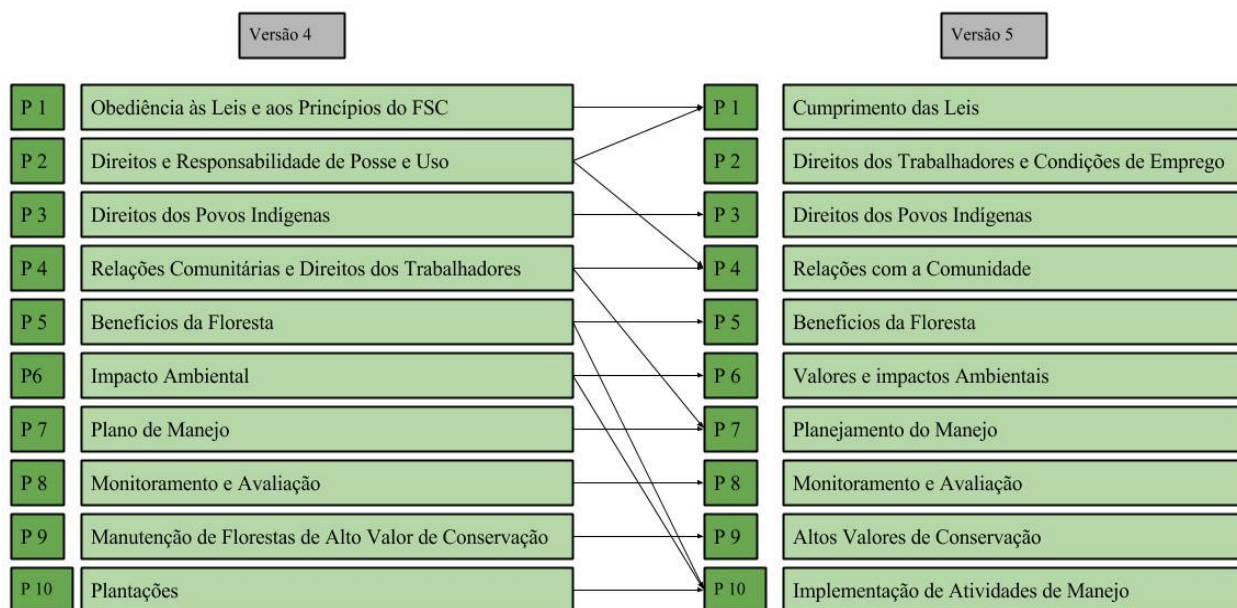 Versão 4
Versão 5
P 1 Obediência às Leis e aos Princípios do FSC P 1 Cumprimento das Leis
P 2 Direitos e Responsabilidade de Posse e Uso P 2 Direitos dos Trabalhadores e Condições de Emprego
P 3 Direitos dos Povos Indígenas P 3 Direitos dos Povos Indígenas
P 4 Relações Comunitárias e Direitos dos Trabalhadores P 4 Relações com a Comunidade
P 5 Benefícios da Floresta P 5 Benefícios da Floresta
P6 Impacto Ambiental P 6 Valores e impactos Ambientais
P 7 Plano de Manejo P 7 Planejamento do Manejo
P 8 Monitoramento e Avaliação P 8 Monitoramento e Avaliação
P 9 Manutenção de Florestas de Alto Valor de Conservação P 9 Altos Valores de Conservação
P 10 Plantações P 10 Implementação de Atividades de Manejo